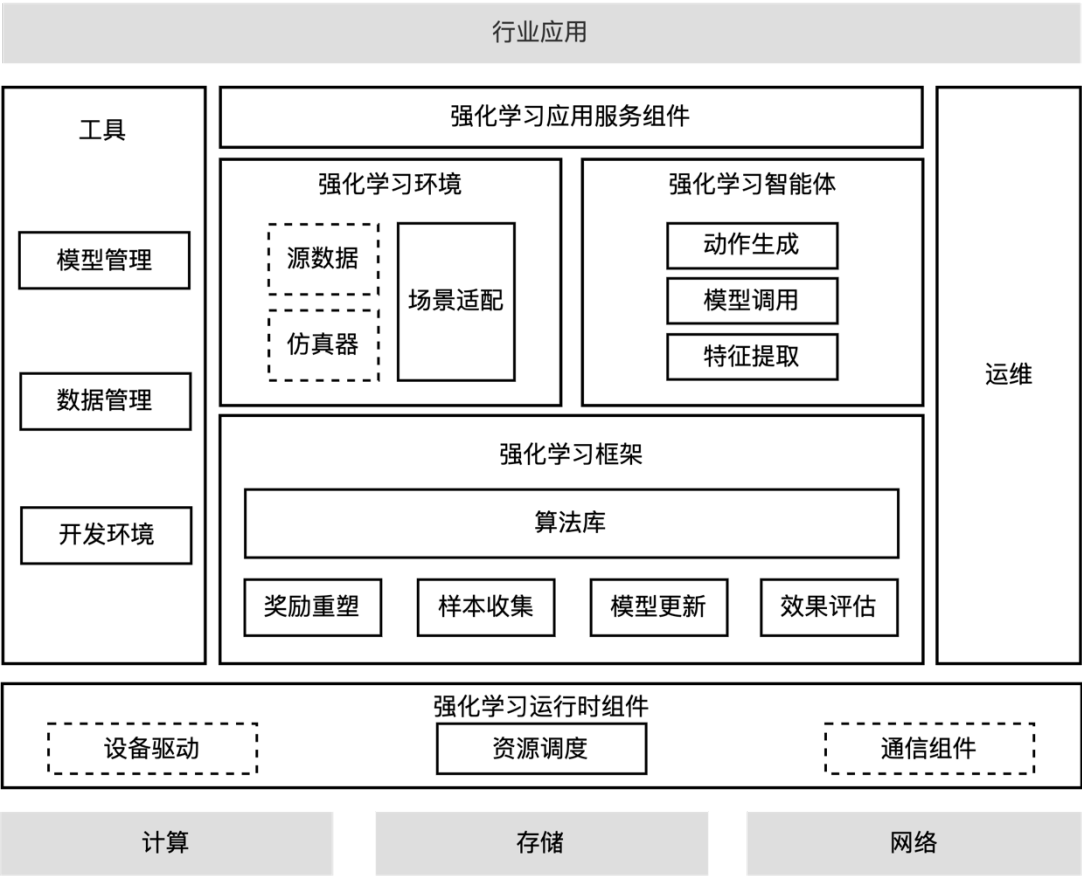 行业应用
工具
模型管理
数据管理
开发环境
强化学习应用服务组件
强化学习环境
源数据
仿真器
场景适配
强化学习智能体
动作生成
模型调用
特征提取
强化学习框架
算法库
奖励重塑
样本收集
模型更新
效果评估
运维
强化学习运行时组件
设备驱动
资源调度
通信组件
计算
存储
网络